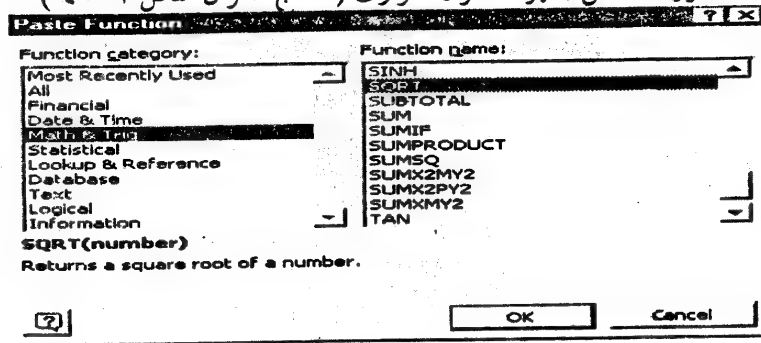 Paste Function
Function category:
Most Recently Used
All
Financial
Date & Time
Math & Trig
Statistical
Lookup & Reference
Database
Text
Logical
Information
Function name:
SINH
SQRT
SUBTOTAL
SUM
SUMIF
SUMPRODUCT
SUMSQ
SUMX2MY2
SUMX2PY2
SUMXMY2
TAN
SQRT(number)
Returns a square root of a number.
OK
Cancel